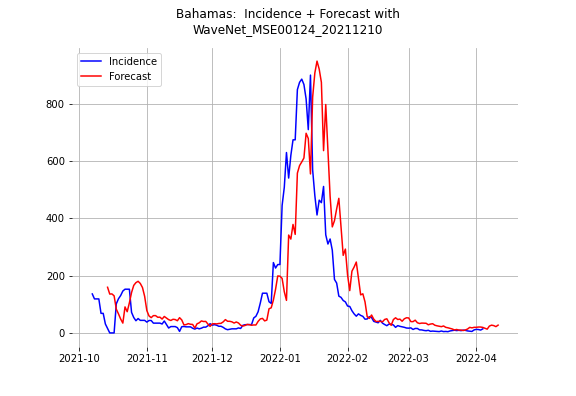 Bahamas:  Incidence + Forecast with
WaveNet_MSE00124_20211210
Incidence
Forecast
800
600
400
200
0
2021-10 2021-11 2021-12 2022-01 2022-02 2022-03 2022-04